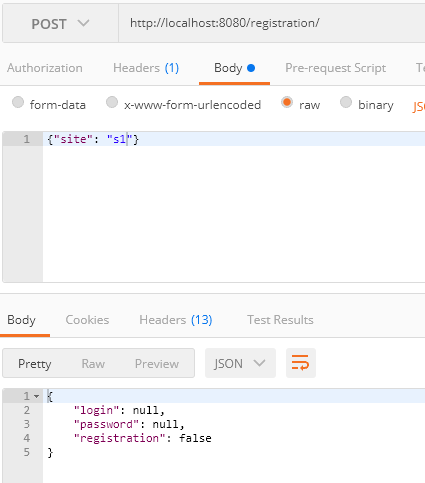 POST http://localhost:8080/registration/
Authorization Headers (1) Body Pre-request Script Te
form-data x-www-form-urlencoded raw binary JS
1 {"site": "s1"}
Body Cookies Headers (13) Test Results
Pretty Raw Preview JSON
1 {
2 "login": null,
3 "password": null,
4 "registration": false
5 }